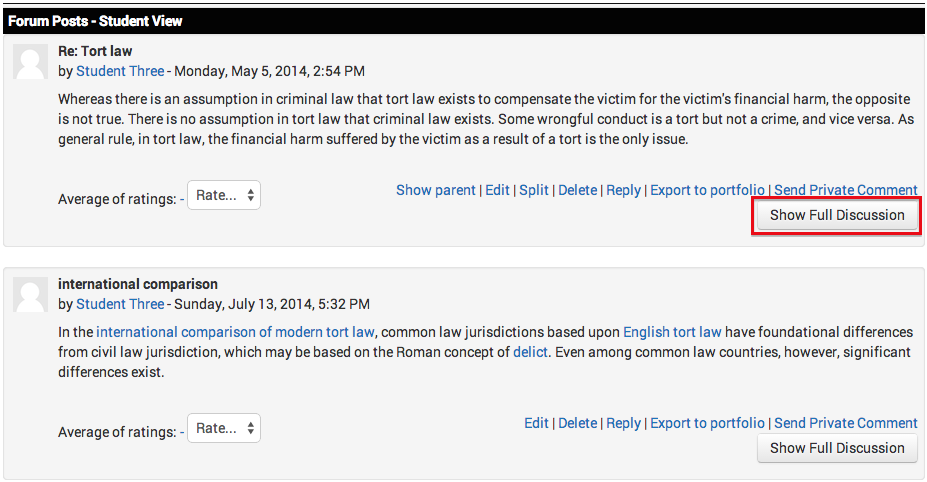 Forum Posts - Student View
Re: Tort law
by Student Three - Monday, May 5, 2014, 2:54 PM
Whereas there is an assumption in criminal law that tort law exists to compensate the victim for the victim's financial harm, the opposite
is not true. There is no assumption in tort law that criminal law exists. Some wrongful conduct is a tort but not a crime, and vice versa. As
general rule, in tort law, the financial harm suffered by the victim as a result of a tort is the only issue.
Show parent | Edit | Split | Delete | Reply | Export to portfolio | Send Private Comment
Average of ratings: - Rate...
Show Full Discussion
international comparison
by Student Three - Sunday, July 13, 2014, 5:32 PM
In the international comparison of modern tort law, common law jurisdictions based upon English tort law have foundational differences
from civil law jurisdiction, which may be based on the Roman concept of delict. Even among common law countries, however, significant
differences exist.
Edit | Delete | Reply | Export to portfolio | Send Private Comment
Average of ratings: - Rate...
Show Full Discussion